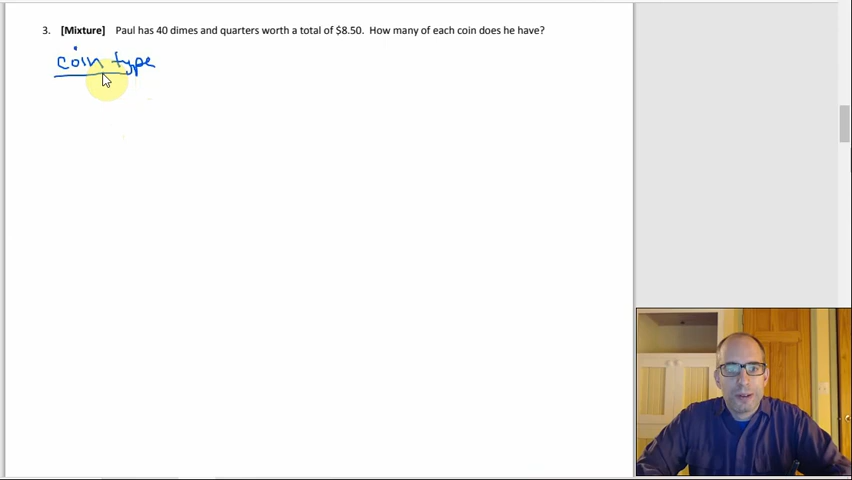 3. [Mixture] Paul has 40 dimes and quarters worth a total of $8.50. How many of each coin does he have?
coin type